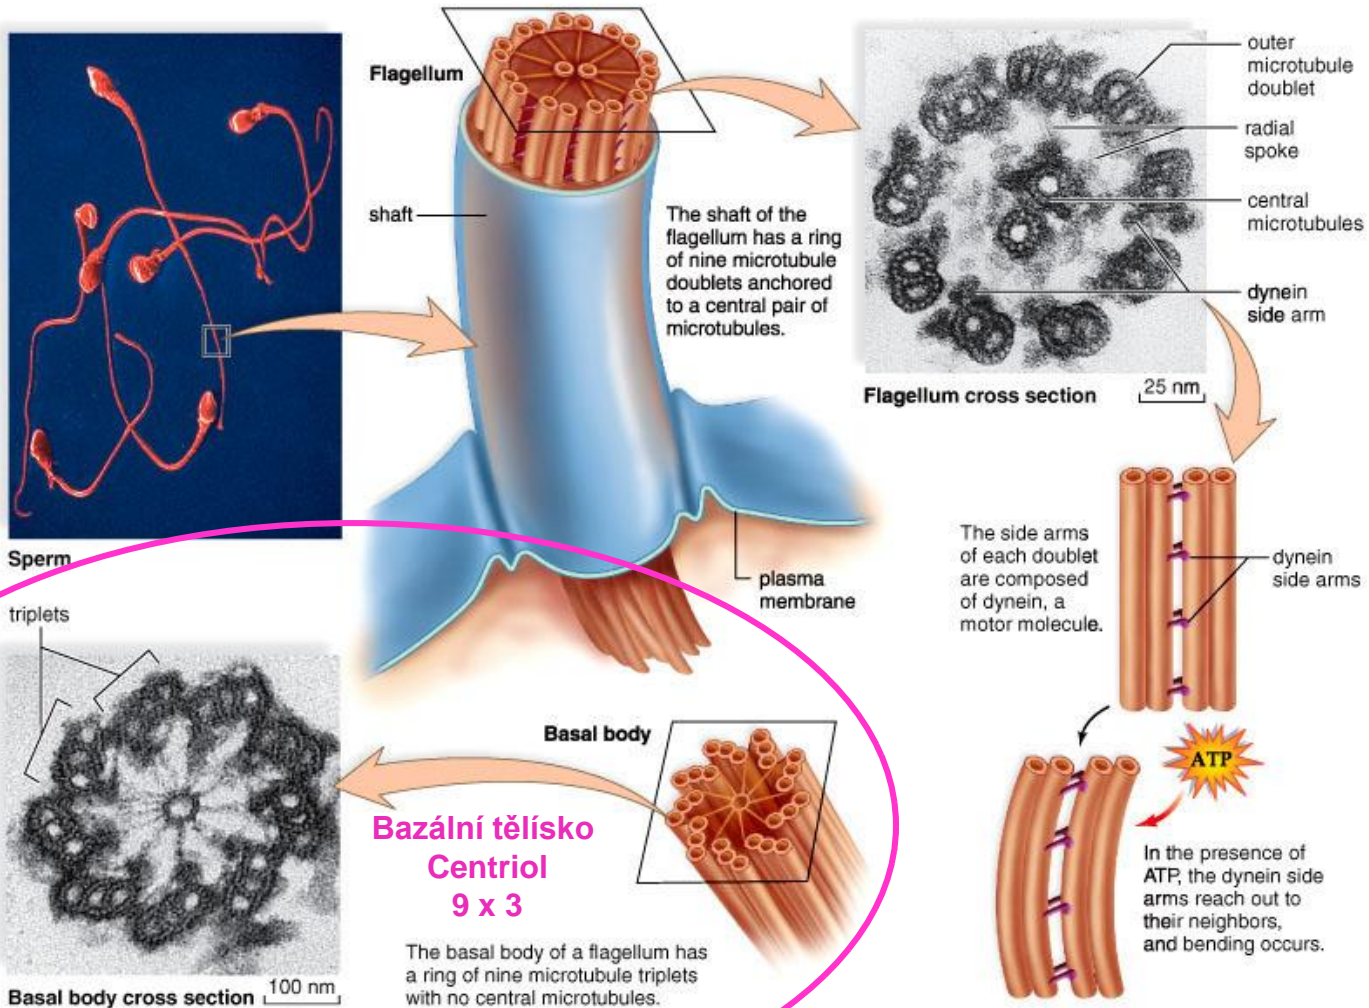 Flagellum
shaft
The shaft of the
flagellum has a ring
of nine microtubule
doublets anchored
to a central pair of
microtubules.
outer
microtubule
doublet
radial
spoke
central
microtubules
dynein
side arm
Flagellum cross section
25 nm
Sperm
plasma
membrane
The side arms
of each doublet
are composed
of dynein, a
motor molecule.
dynein
side arms
triplets
Basal body
ATP
Bazální tělísko
Centriol
9 x 3
In the presence of
ATP, the dynein side
arms reach out to
their neighbors,
and bending occurs.
The basal body of a flagellum has
a ring of nine microtubule triplets
with no central microtubules.
Basal body cross section
100 nm